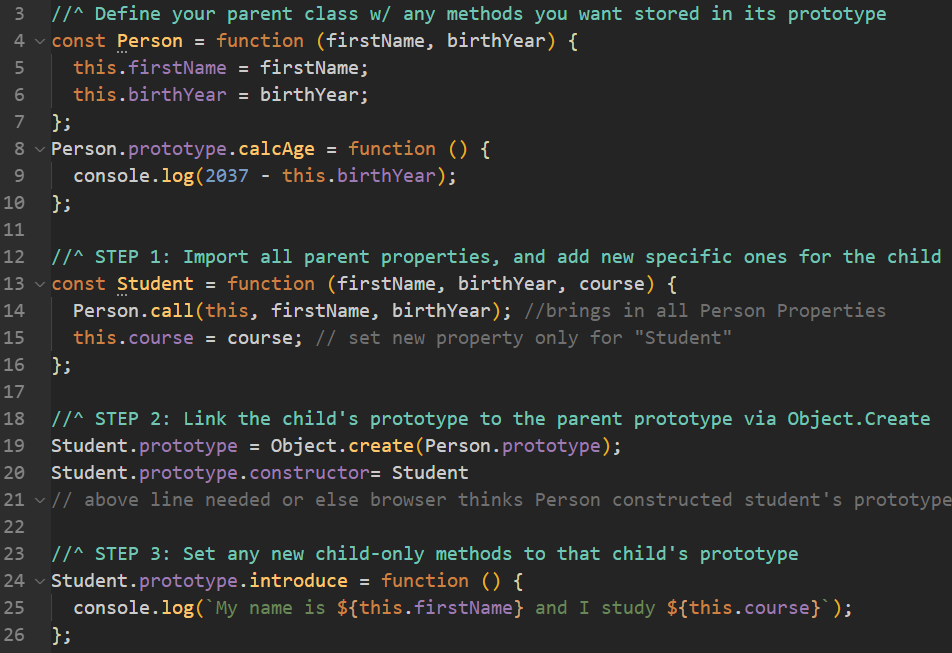 3 //^ Define your parent class w/ any methods you want stored in its prototype
4 const Person = function (firstName, birthYear) {
5   this.firstName = firstName;
6   this.birthYear = birthYear;
7 };
8 Person.prototype.calcAge = function () {
9   console.log(2037 - this.birthYear);
10 };
11
12 //^ STEP 1: Import all parent properties, and add new specific ones for the child
13 const Student = function (firstName, birthYear, course) {
14   Person.call(this, firstName, birthYear); //brings in all Person Properties
15   this.course = course; // set new property only for "Student"
16 };
17
18 //^ STEP 2: Link the child's prototype to the parent prototype via Object.Create
19 Student.prototype = Object.create(Person.prototype);
20 Student.prototype.constructor= Student
21 // above line needed or else browser thinks Person constructed student's prototype
22
23 //^ STEP 3: Set any new child-only methods to that child's prototype
24 Student.prototype.introduce = function () {
25   console.log(`My name is ${this.firstName} and I study ${this.course}`);
26 };